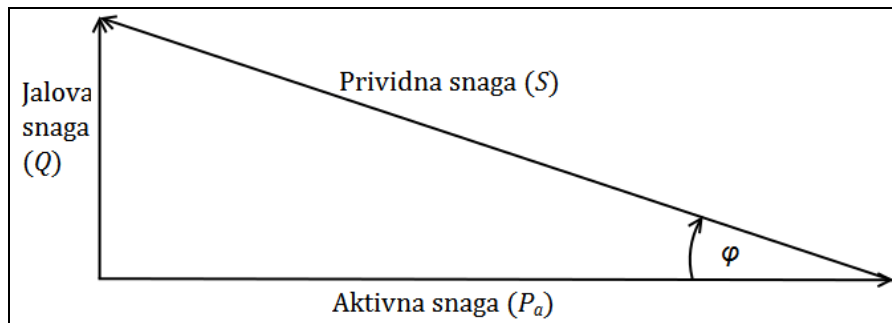 Prividna snaga (S)
Jalova
snaga
(Q)
φ
Aktivna snaga (Pₐ)